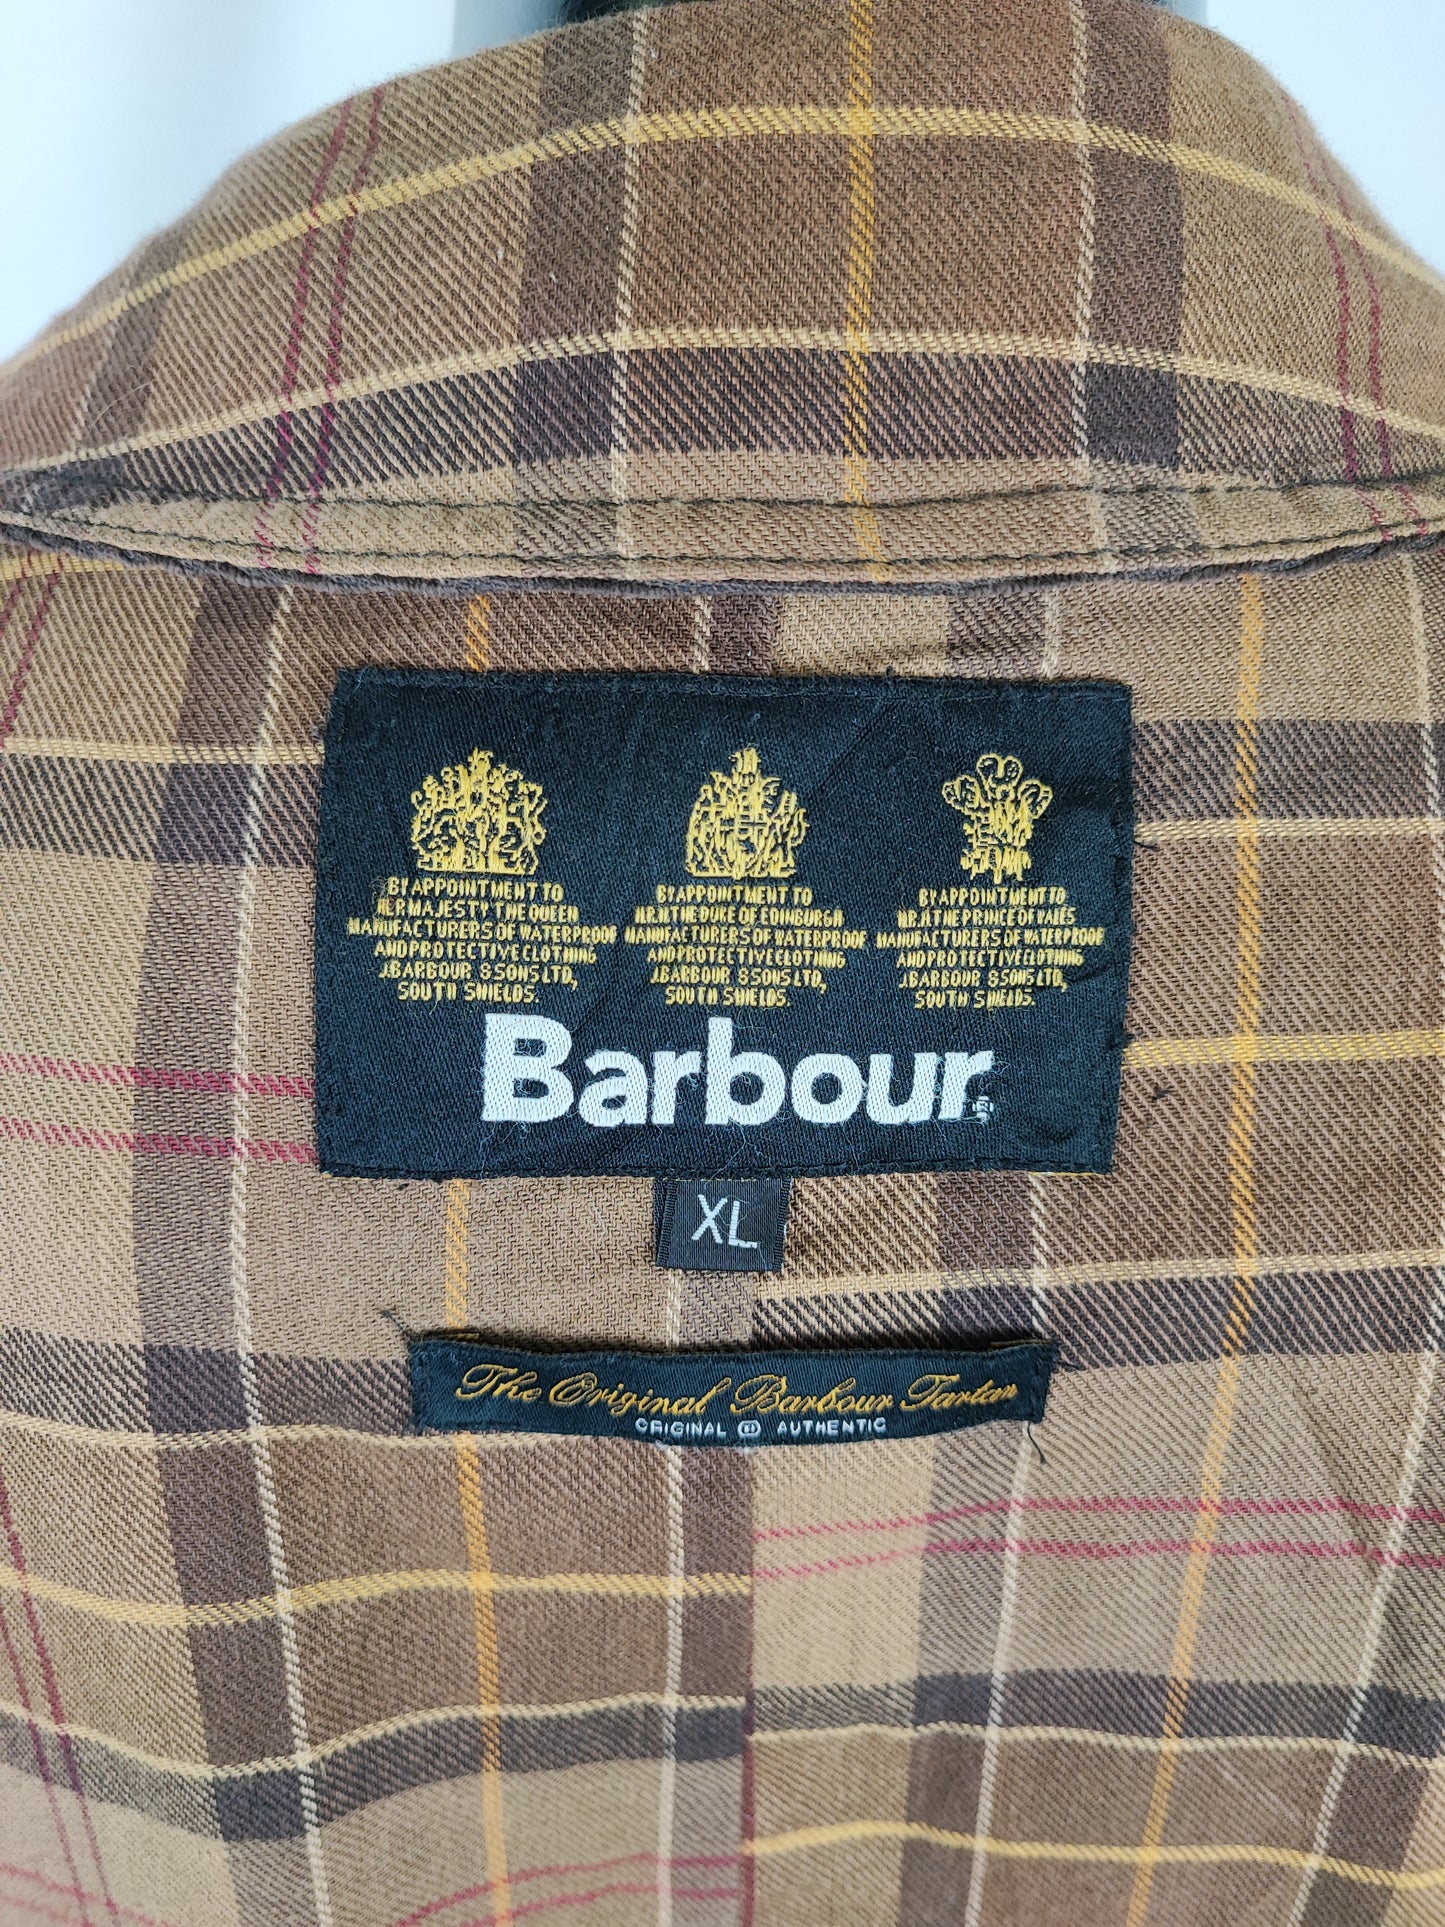 BY APPOINTMENT TO
HER MAJESTY THE QUEEN
MANUFACTURERS OF WATERPROOF
AND PROTECTIVE CLOTHING
J.BARBOUR & SONS LTD,
SOUTH SHIELDS.
BY APPOINTMENT TO
H.R.H. THE DUKE OF EDINBURGH
MANUFACTURERS OF WATERPROOF
AND PROTECTIVE CLOTHING
J.BARBOUR & SONS LTD,
SOUTH SHIELDS.
BY APPOINTMENT TO
H.R.H. THE PRINCE OF WALES
MANUFACTURERS OF WATERPROOF
AND PROTECTIVE CLOTHING
J.BARBOUR & SONS LTD,
SOUTH SHIELDS.
Barbour
XL
The Original Barbour Tartan
ORIGINAL AUTHENTIC